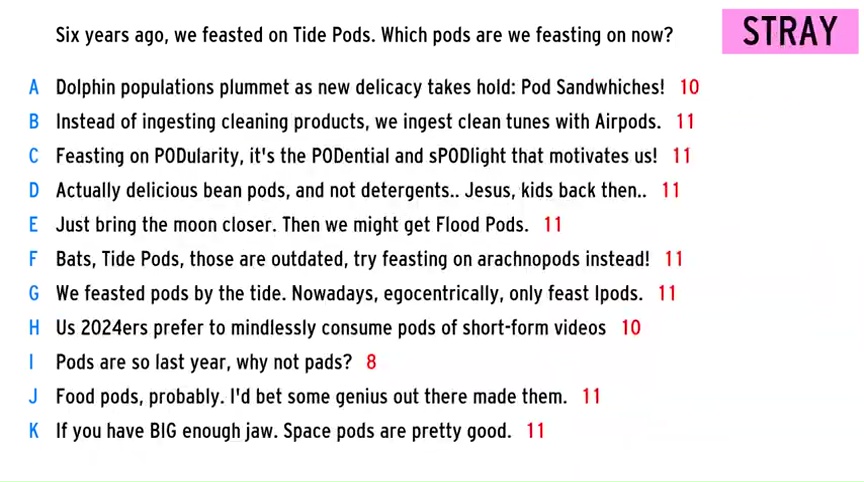 Six years ago, we feasted on Tide Pods. Which pods are we feasting on now?
STRAY
A Dolphin populations plummet as new delicacy takes hold: Pod Sandwhiches! 10
B Instead of ingesting cleaning products, we ingest clean tunes with Airpods. 11
C Feasting on PODularity, it's the PODential and sPODlight that motivates us! 11
D Actually delicious bean pods, and not detergents.. Jesus, kids back then.. 11
E Just bring the moon closer. Then we might get Flood Pods. 11
F Bats, Tide Pods, those are outdated, try feasting on arachnopods instead! 11
G We feasted pods by the tide. Nowadays, egocentrically, only feast Ipods. 11
H Us 2024ers prefer to mindlessly consume pods of short-form videos 10
I Pods are so last year, why not pads? 8
J Food pods, probably. I'd bet some genius out there made them. 11
K If you have BIG enough jaw. Space pods are pretty good. 11